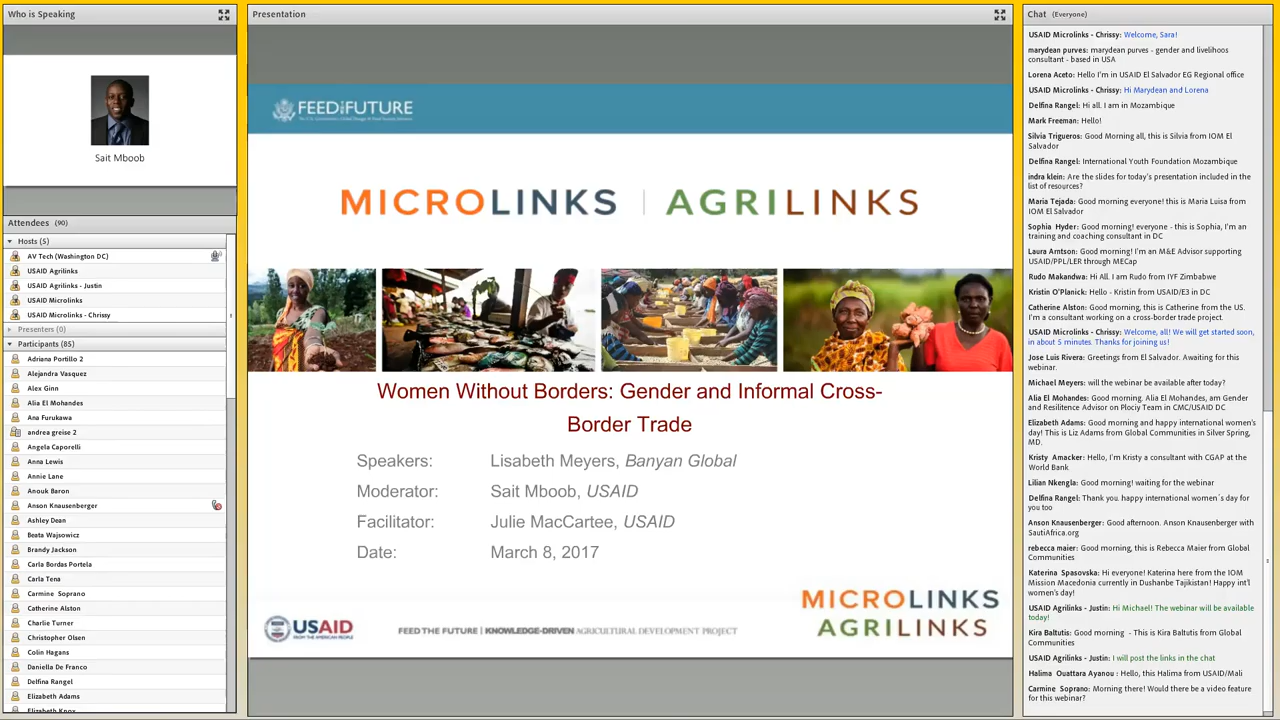 Who is Speaking
Sait Mboob
Attendees (90)
Hosts (5)
AV Tech (Washington DC)
USAID Agrilinks
USAID Agrilinks - Justin
USAID Microlinks
USAID Microlinks - Chrissy
Presenters (0)
Participants (85)
Adriana Portillo 2
Alejandra Vasquez
Alex Ginn
Alia El Mohandes
Ana Furukawa
andrea greise 2
Angela Caporelli
Anna Lewis
Annie Lane
Anouk Baron
Anson Knausenberger
Ashley Dean
Beata Wajsowicz
Brandy Jackson
Carla Bordas Portela
Carla Tena
Carmine Soprano
Catherine Alston
Charlie Turner
Christopher Olsen
Colin Hagans
Daniella De Franco
Delfina Rangel
Elizabeth Adams
Elizabeth Knox
Presentation
FEED THE FUTURE
MICROLINKS | AGRILINKS
Women Without Borders: Gender and Informal Cross-
Border Trade
Speakers: Lisabeth Meyers, Banyan Global
Moderator: Sait Mboob, USAID
Facilitator: Julie MacCartee, USAID
Date: March 8, 2017
USAID
FROM THE AMERICAN PEOPLE
FEED THE FUTURE | KNOWLEDGE-DRIVEN AGRICULTURAL DEVELOPMENT PROJECT
MICROLINKS
AGRILINKS
Chat (Everyone)
USAID Microlinks - Chrissy: Welcome, Sara!
marydean purves: marydean purves - gender and livelihoos
consultant - based in USA
Lorena Aceto: Hello I'm in USAID El Salvador EG Regional office
USAID Microlinks - Chrissy: Hi Marydean and Lorena
Delfina Rangel: Hi all. I am in Mozambique
Mark Freeman: Hello!
Silvia Trigueros: Good Morning all, this is Silvia from IOM El
Salvador
Delfina Rangel: International Youth Foundation Mozambique
indra klein: Are the slides for today's presentation included in the
list of resources?
Maria Tejada: Good morning everyone! this is Maria Luisa from
IOM El Salvador
Sophia Hyder: Good morning! everyone - this is Sophia, I'm an
training and coaching consultant in DC
Laura Arntson: Good morning! I'm an M&E Advisor supporting
USAID/PPL/LER through MECap
Rudo Makandwa: Hi All. I am Rudo from IYF Zimbabwe
Kristin O'Planick: Hello - Kristin from USAID/E3 in DC
Catherine Alston: Good morning, this is Catherine from the US.
I'm a consultant working on a cross-border trade project.
USAID Microlinks - Chrissy: Welcome, all! We will get started soon,
in about 5 minutes. Thanks for joining us!
Jose Luis Rivera: Greetings from El Salvador. Awaiting for this
webinar.
Michael Meyers: will the webinar be available after today?
Alia El Mohandes: Good morning. Alia El Mohandes, am Gender
and Resilitence Advisor on Plociy Team in CMC/USAID DC
Elizabeth Adams: Good morning and happy international women's
day! This is Liz Adams from Global Communities in Silver Spring,
MD.
Kristy Amacker: Hello, I'm Kristy a consultant with CGAP at the
World Bank
Lilian Nkengla: Good morning! waiting for the webinar
Delfina Rangel: Thank you. happy international women´s day for
you too
Anson Knausenberger: Good afternoon. Anson Knausenberger with
SautiAfrica.org
rebecca maier: Good morning, this is Rebecca Maier from Global
Communities
Katerina Spasovska: Hi everyone! Katerina here from the IOM
Mission Macedonia currently in Dushanbe Tajikistan! Happy int'l
women's day!
USAID Agrilinks - Justin: Hi Michael! The webinar will be available
today!
Kira Baltutis: Good morning - This is Kira Baltutis from Global
Communities
USAID Agrilinks - Justin: I will post the links in the chat
Halima Ouattara Ayanou : Hello, this Halima from USAID/Mali
Carmine Soprano: Morning there! Would there be a video feature
for this webinar?